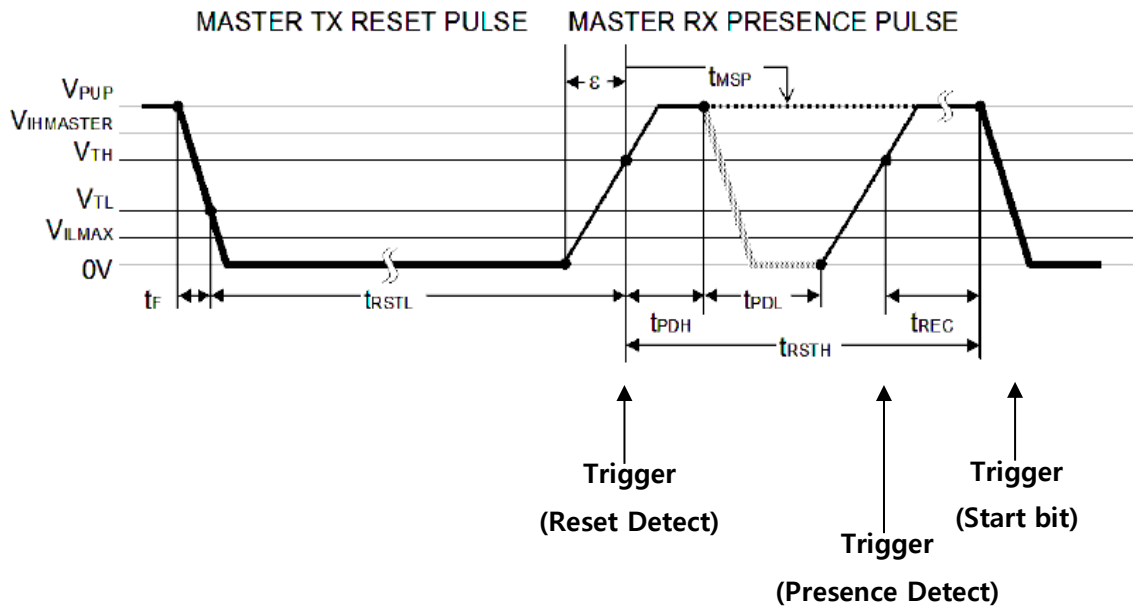 MASTER TX RESET PULSE MASTER RX PRESENCE PULSE
ε tMSP
VPUP
VIHMASTER
VTH
VTL
VILMAX
0V
tF tRSTL tPDH tPDL tREC
tRSTH
Trigger
(Reset Detect)
Trigger
(Start bit)
Trigger
(Presence Detect)